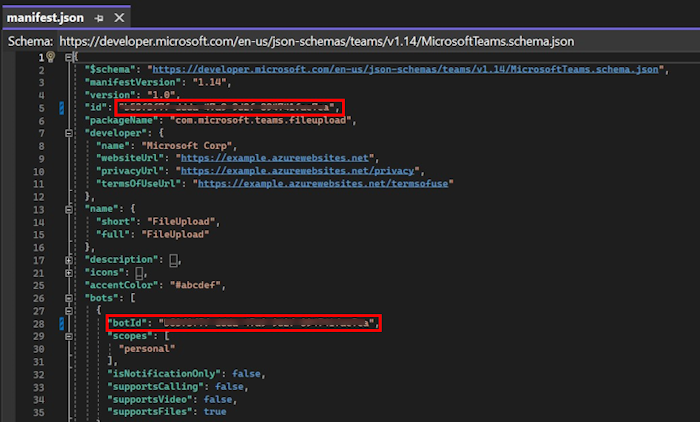 manifest.json
Schema: https://developer.microsoft.com/en-us/json-schemas/teams/v1.14/MicrosoftTeams.schema.json
1 {
2 "$schema": "https://developer.microsoft.com/en-us/json-schemas/teams/v1.14/MicrosoftTeams.schema.json",
3 "manifestVersion": "1.14",
4 "version": "1.0",
5 "id":
6 "packageName": "com.microsoft.teams.fileupload",
7 "developer": {
8 "name": "Microsoft Corp",
9 "websiteUrl": "https://example.azurewebsites.net",
10 "privacyUrl": "https://example.azurewebsites.net/privacy",
11 "termsOfUseUrl": "https://example.azurewebsites.net/termsofuse"
12 },
13 "name": {
14 "short": "FileUpload",
15 "full": "FileUpload"
16 },
17 "description": { },
21 "icons": { },
25 "accentColor": "#abcdef",
26 "bots": [
27 {
28 "botId":
29 "scopes": [
30 "personal"
31 ],
32 "isNotificationOnly": false,
33 "supportsCalling": false,
34 "supportsVideo": false,
35 "supportsFiles": true